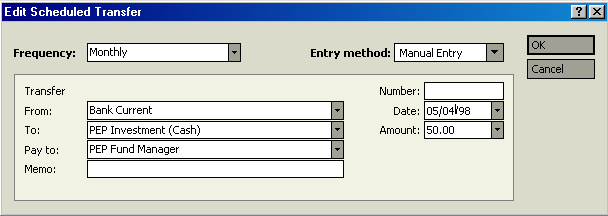 Edit Scheduled Transfer
Frequency: Monthly Entry method: Manual Entry OK
Cancel
Transfer Number:
From: Bank Current Date: 05/04/98
To: PEP Investment (Cash) Amount: 50.00
Pay to: PEP Fund Manager
Memo: